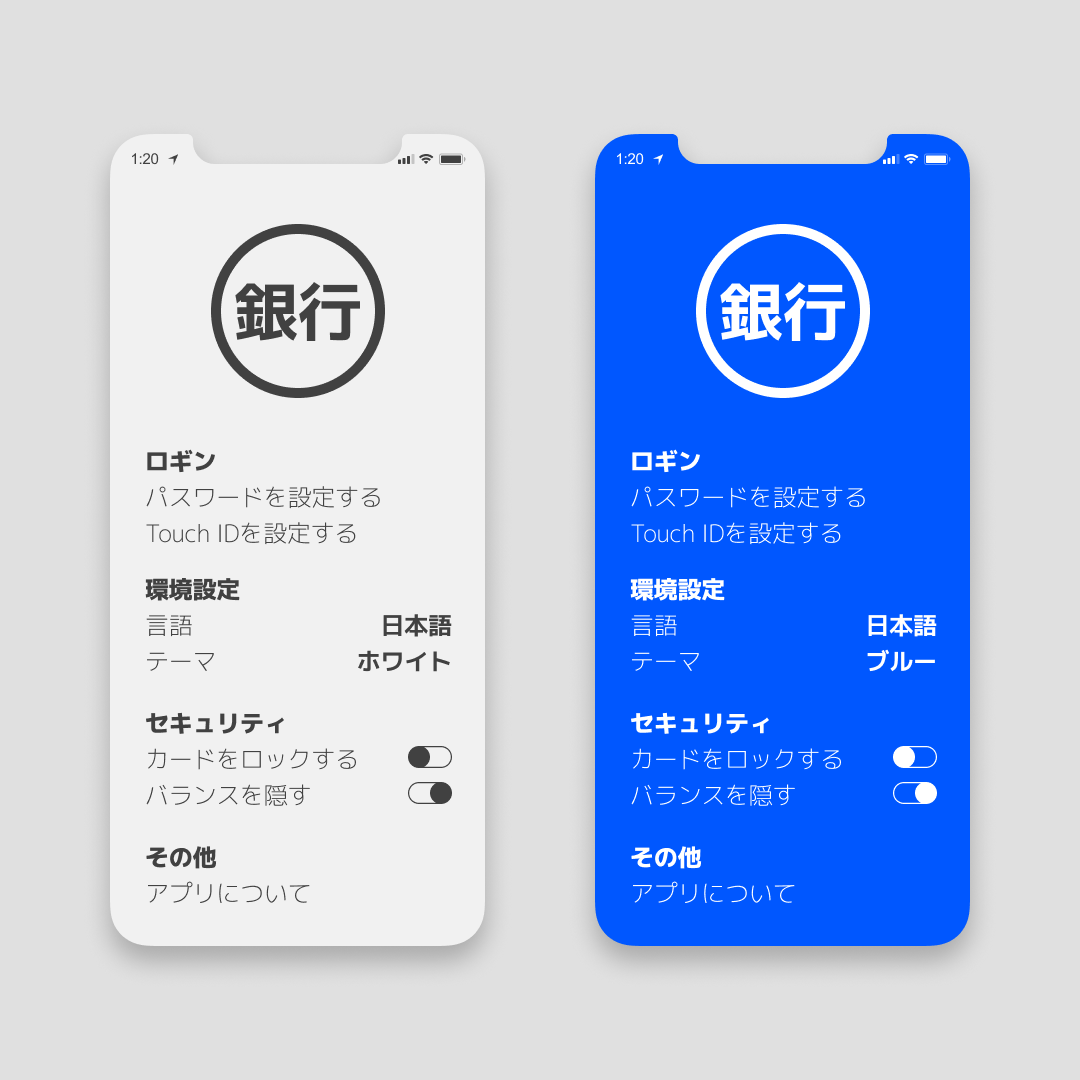 1:20
銀行
ロギン
パスワードを設定する
Touch IDを設定する
環境設定
言語 日本語
テーマ ホワイト
セキュリティ
カードをロックする
バランスを隠す
その他
アプリについて
1:20
銀行
ロギン
パスワードを設定する
Touch IDを設定する
環境設定
言語 日本語
テーマ ブルー
セキュリティ
カードをロックする
バランスを隠す
その他
アプリについて